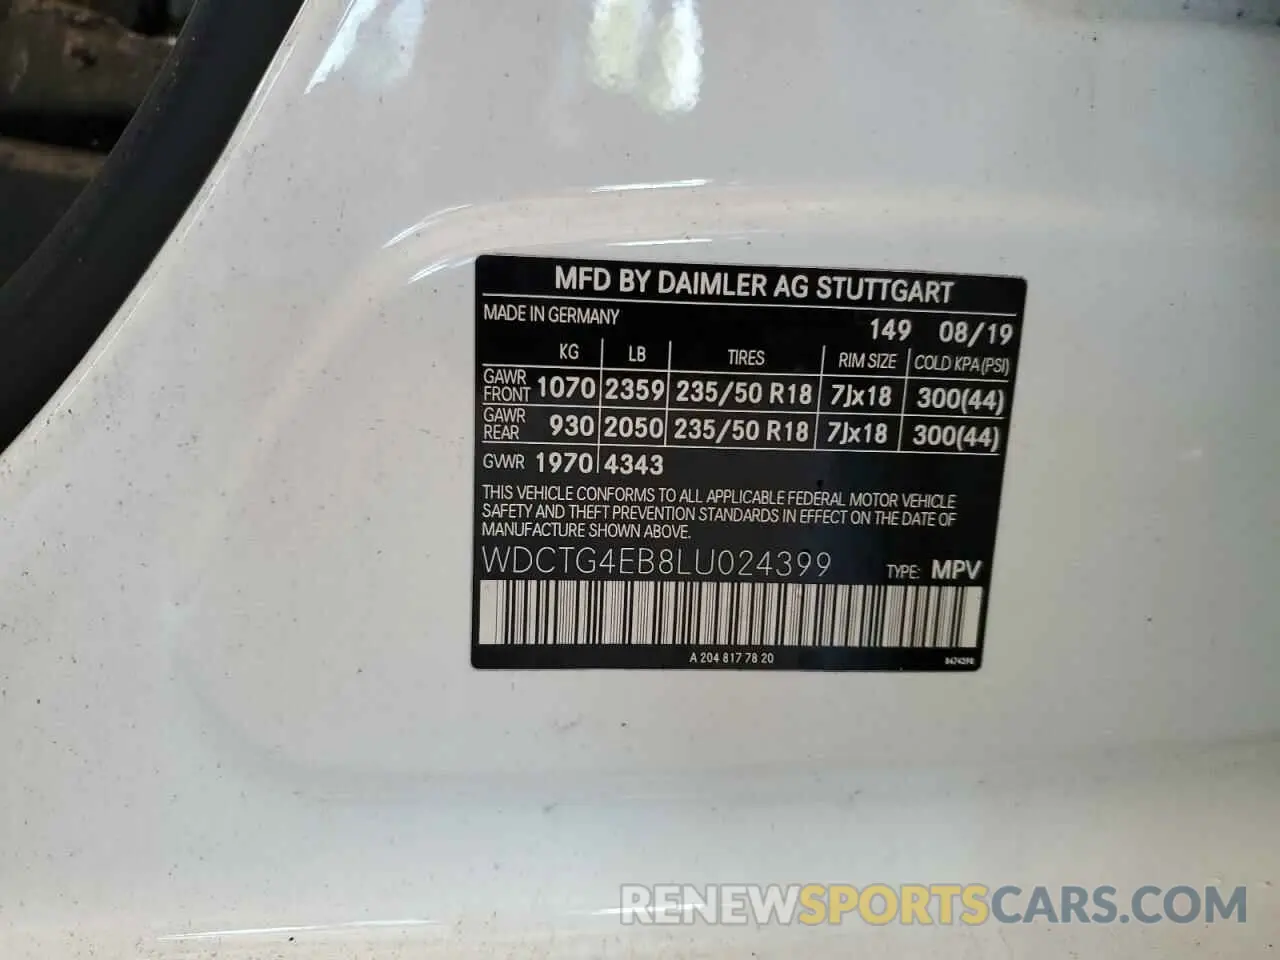 MFD BY DAIMLER AG STUTTGART
MADE IN GERMANY
149 08/19
KG LB TIRES RIM SIZE COLD KPA (PSI)
GAWR FRONT 1070 2359 235/50 R18 7Jx18 300(44)
GAWR REAR 930 2050 235/50 R18 7Jx18 300(44)
GVWR 1970 4343
THIS VEHICLE CONFORMS TO ALL APPLICABLE FEDERAL MOTOR VEHICLE
SAFETY AND THEFT PREVENTION STANDARDS IN EFFECT ON THE DATE OF
MANUFACTURE SHOWN ABOVE.
WDCTG4EB8LU024399 TYPE: MPV
A 204 817 78 20
RENEWSPORTSCARS.COM